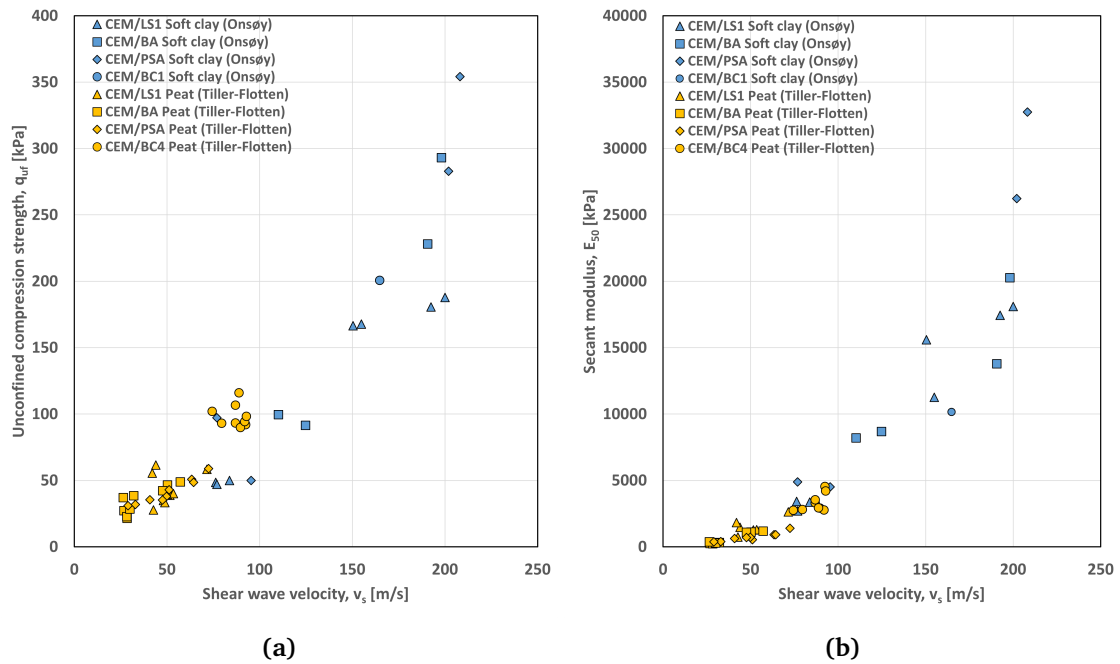 400
350
300
250
200
150
100
50
0
0 50 100 150 200 250
Unconfined compression strength, q_uf [kPa]
Shear wave velocity, v_s [m/s]
CEM/LS1 Soft clay (Onsøy)
CEM/BA Soft clay (Onsøy)
CEM/PSA Soft clay (Onsøy)
CEM/BC1 Soft clay (Onsøy)
CEM/LS1 Peat (Tiller-Flotten)
CEM/BA Peat (Tiller-Flotten)
CEM/PSA Peat (Tiller-Flotten)
CEM/BC4 Peat (Tiller-Flotten)
(a)
40000
35000
30000
25000
20000
15000
10000
5000
0
0 50 100 150 200 250
Secant modulus, E_50 [kPa]
Shear wave velocity, v_s [m/s]
CEM/LS1 Soft clay (Onsøy)
CEM/BA Soft clay (Onsøy)
CEM/PSA Soft clay (Onsøy)
CEM/BC1 Soft clay (Onsøy)
CEM/LS1 Peat (Tiller-Flotten)
CEM/BA Peat (Tiller-Flotten)
CEM/PSA Peat (Tiller-Flotten)
CEM/BC4 Peat (Tiller-Flotten)
(b)